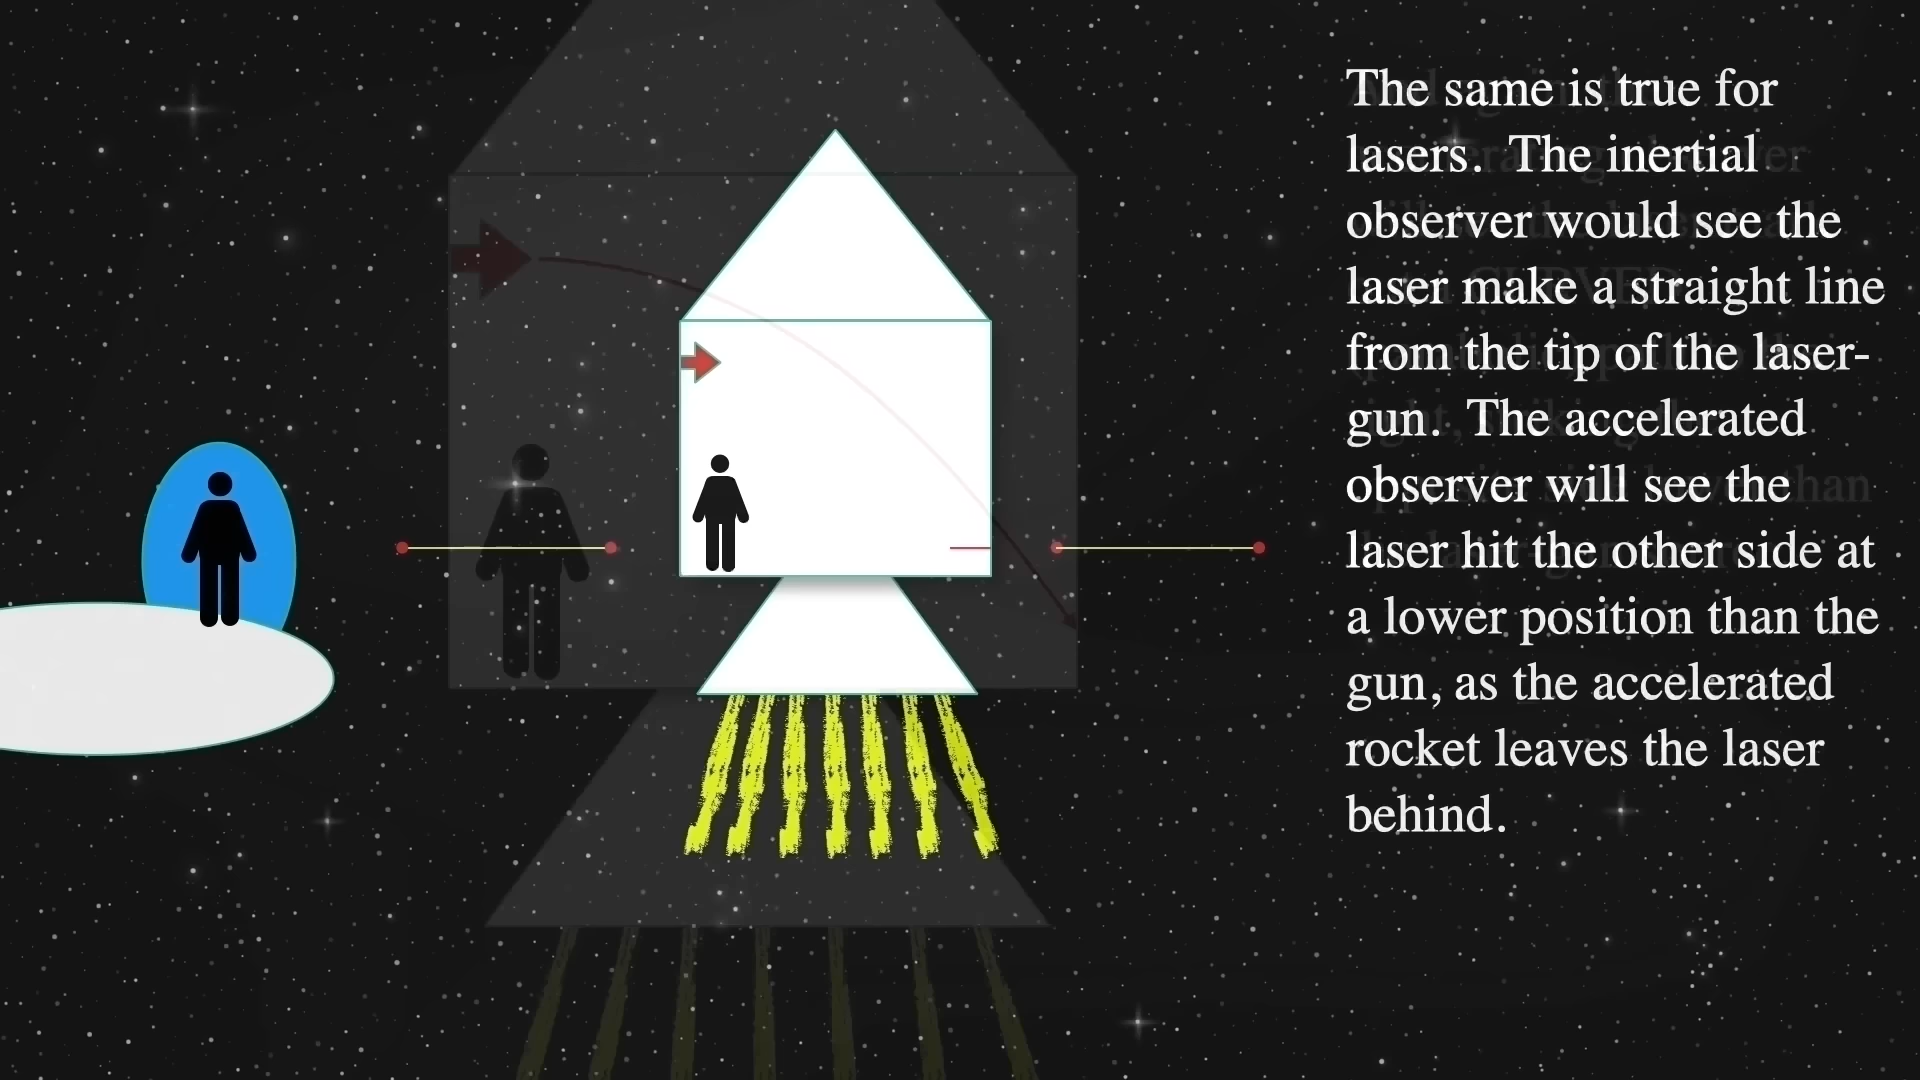 The same is true for
lasers.  The inertial
observer would see the
laser make a straight line
from the tip of the laser-
gun.  The accelerated
observer will see the
laser hit the other side at
a lower position than the
gun, as the accelerated
rocket leaves the laser
behind.